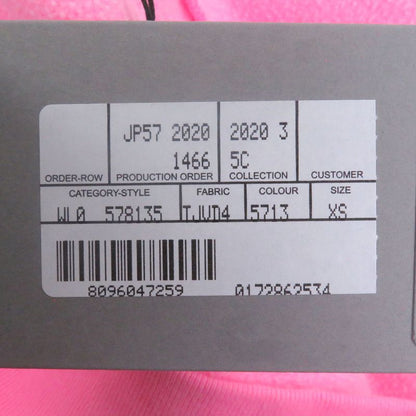 JP57 2020 2020 3
1466 5C
ORDER-ROW PRODUCTION ORDER COLLECTION CUSTOMER
CATEGORY-STYLE FABRIC COLOUR SIZE
WL0 578135 TJVD4 5713 XS
8096047259 0172862534